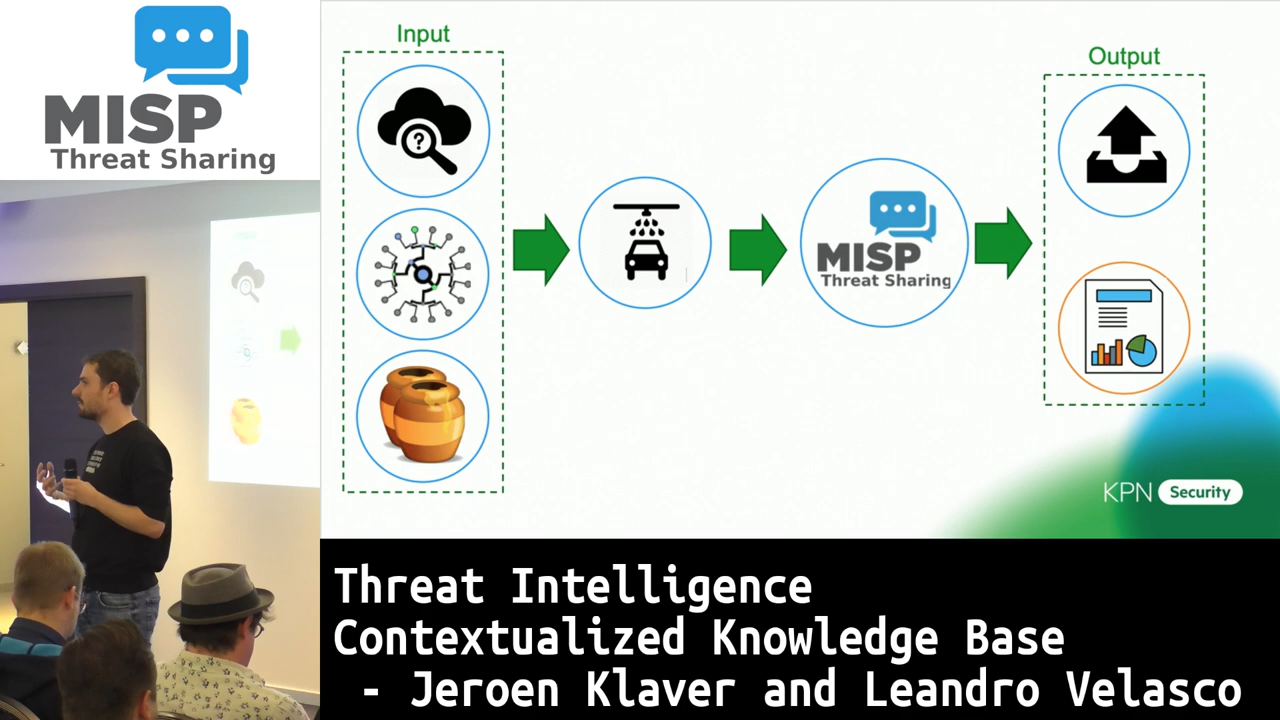 MISP
Threat Sharing
Input
?
Output
MISP
Threat Sharing
KPN Security
Threat Intelligence
Contextualized Knowledge Base
- Jeroen Klaver and Leandro Velasco